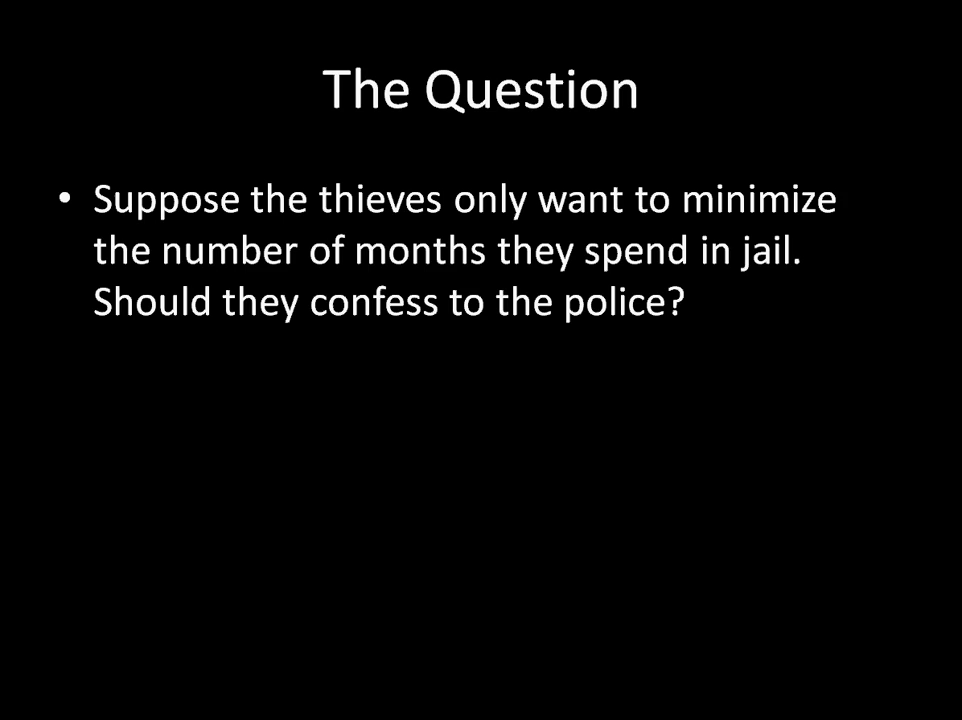 The Question
• Suppose the thieves only want to minimize
the number of months they spend in jail.
Should they confess to the police?